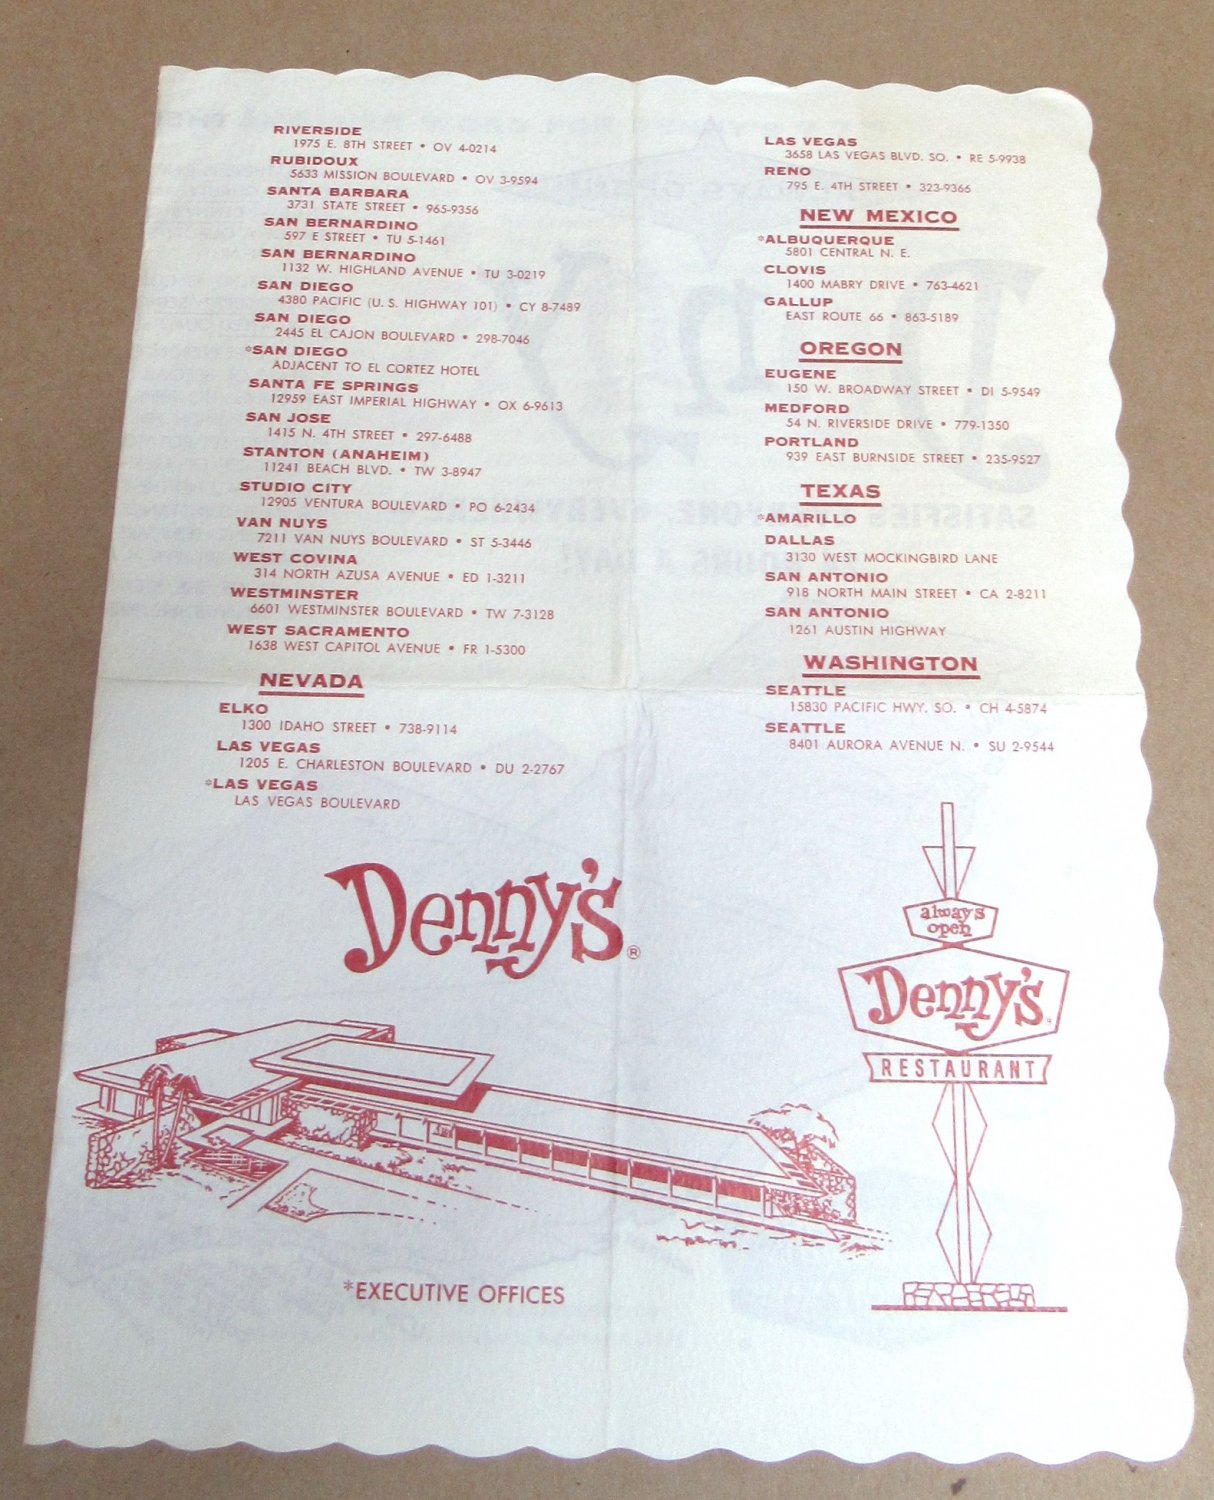 RIVERSIDE
1975 E. 8TH STREET • OV 4-0214
RUBIDOUX
5633 MISSION BOULEVARD • OV 3-9594
SANTA BARBARA
3731 STATE STREET • 965-9356
SAN BERNARDINO
597 E STREET • TU 5-1461
SAN BERNARDINO
1132 W. HIGHLAND AVENUE • TU 3-0219
SAN DIEGO
4380 PACIFIC (U. S. HIGHWAY 101) • CY 8-7489
SAN DIEGO
2445 EL CAJON BOULEVARD • 298-7046
*SAN DIEGO
ADJACENT TO EL CORTEZ HOTEL
SANTA FE SPRINGS
12959 EAST IMPERIAL HIGHWAY • OX 6-9613
SAN JOSE
1415 N. 4TH STREET • 297-6488
STANTON (ANAHEIM)
11241 BEACH BLVD. • TW 3-8947
STUDIO CITY
12905 VENTURA BOULEVARD • PO 6-2434
VAN NUYS
7211 VAN NUYS BOULEVARD • ST 5-3446
WEST COVINA
314 NORTH AZUSA AVENUE • ED 1-3211
WESTMINSTER
6601 WESTMINSTER BOULEVARD • TW 7-3128
WEST SACRAMENTO
1638 WEST CAPITOL AVENUE • FR 1-5300
NEVADA
ELKO
1300 IDAHO STREET • 738-9114
LAS VEGAS
1205 E. CHARLESTON BOULEVARD • DU 2-2767
*LAS VEGAS
LAS VEGAS BOULEVARD
LAS VEGAS
3658 LAS VEGAS BLVD. SO. • RE 5-9938
RENO
795 E. 4TH STREET • 323-9366
NEW MEXICO
*ALBUQUERQUE
5801 CENTRAL N. E.
CLOVIS
1400 MABRY DRIVE • 763-4621
GALLUP
EAST ROUTE 66 • 863-5189
OREGON
EUGENE
150 W. BROADWAY STREET • DI 5-9549
MEDFORD
54 N. RIVERSIDE DRIVE • 779-1350
PORTLAND
939 EAST BURNSIDE STREET • 235-9527
TEXAS
*AMARILLO
DALLAS
3130 WEST MOCKINGBIRD LANE
SAN ANTONIO
918 NORTH MAIN STREET • CA 2-8211
SAN ANTONIO
1261 AUSTIN HIGHWAY
WASHINGTON
SEATTLE
15830 PACIFIC HWY. SO. • CH 4-5874
SEATTLE
8401 AURORA AVENUE N. • SU 2-9544
Denny's®
always
open
Denny's
RESTAURANT
*EXECUTIVE OFFICES